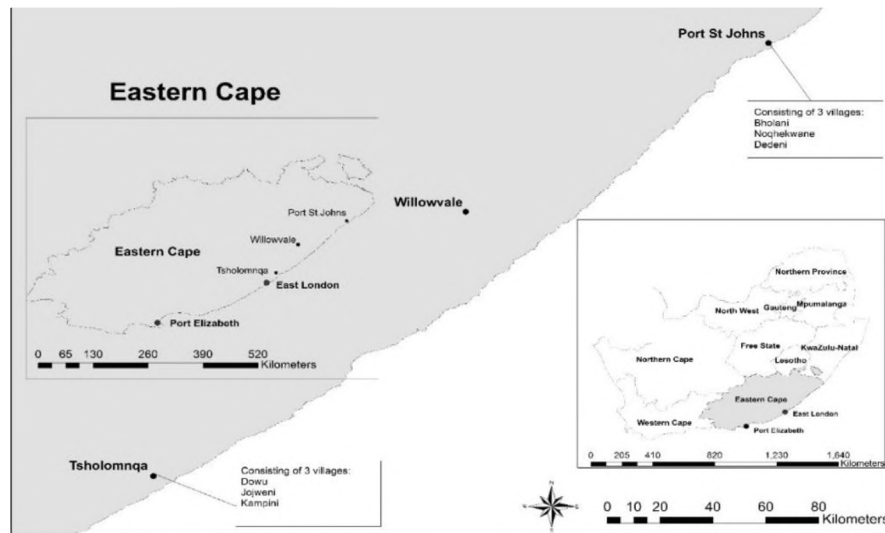 Port St Johns
Consisting of 3 villages:
Bholani
Noqhekwane
Dedeni
Eastern Cape
Port St Johns
Willowvale
Eastern Cape
Tsholomnqa
East London
Port Elizabeth
0 65 130 260 390 520
Kilometers
Willowvale
Northern Province
North West
Gauteng
Mpumalanga
Free State
KwaZulu-Natal
Northern Cape
Lesotho
Eastern Cape
East London
Western Cape
Port Elizabeth
0 205 410 820 1,230 1,640
Kilometers
Tsholomnqa
Consisting of 3 villages:
Dowu
Jojweni
Kampini
N
0 10 20 40 60 80
Kilometers